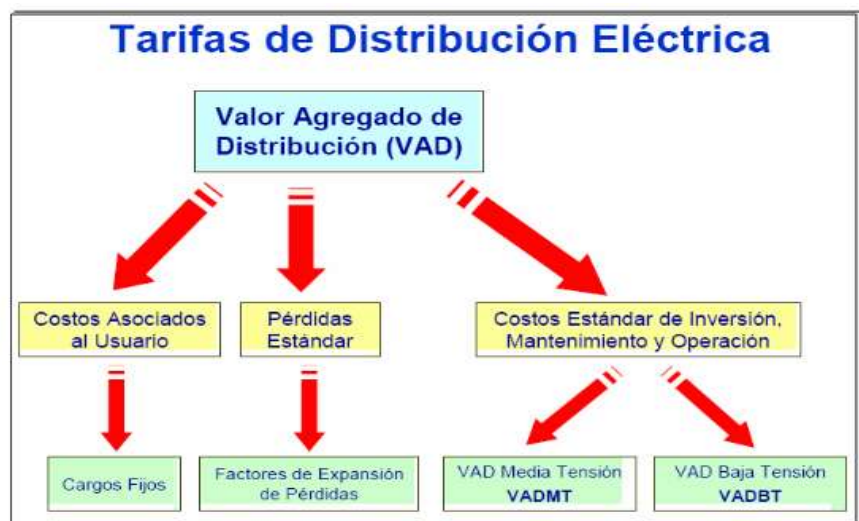 Tarifas de Distribución Eléctrica
Valor Agregado de
Distribución (VAD)
Costos Asociados
al Usuario
Pérdidas
Estándar
Costos Estándar de Inversión,
Mantenimiento y Operación
Cargos Fijos
Factores de Expansión
de Pérdidas
VAD Media Tensión
VADMT
VAD Baja Tensión
VADBT